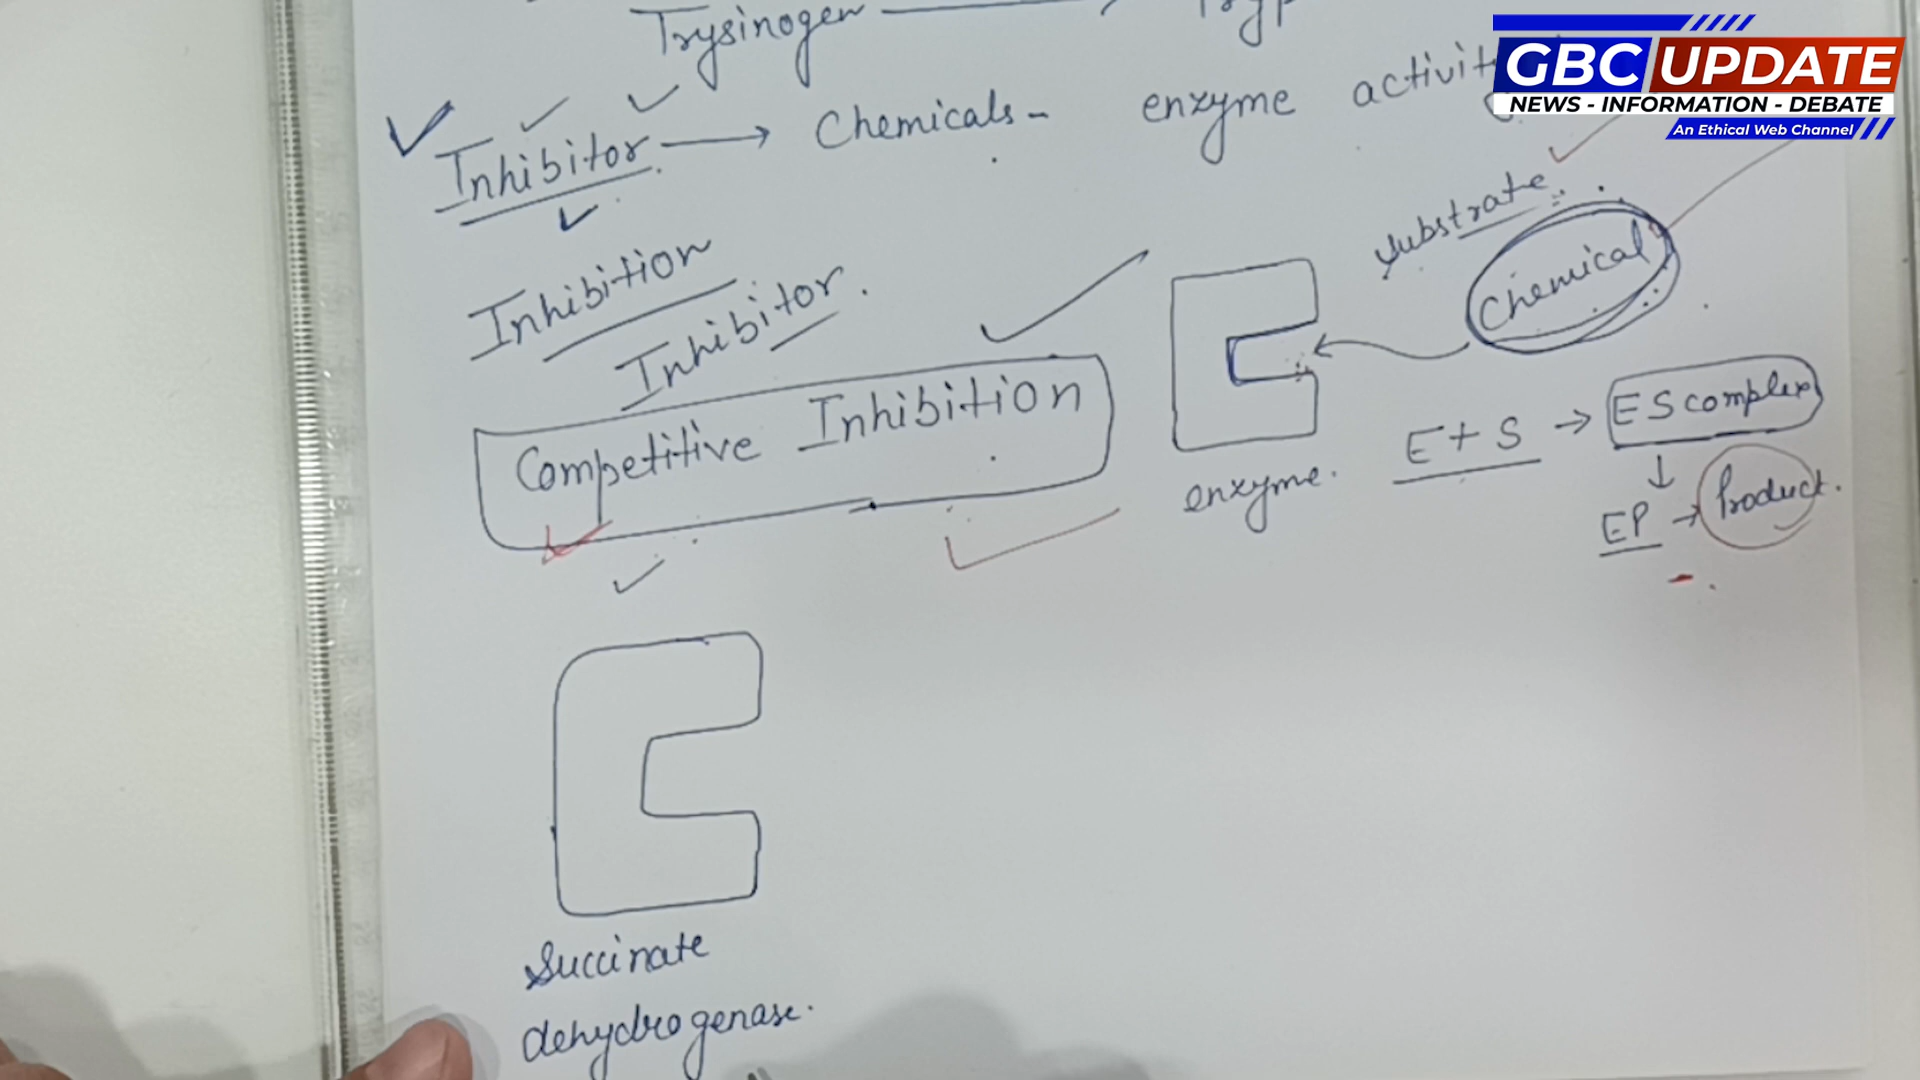 Trysinogen
GBC UPDATE
NEWS - INFORMATION - DEBATE
An Ethical Web Channel
Inhibitor → Chemicals - enzyme
Inhibition
Inhibitor.
substrate
Chemical
Competitive Inhibition
enzyme.
E + S → ES complex
↓
EP → Product.
Succinate
dehydrogenase.